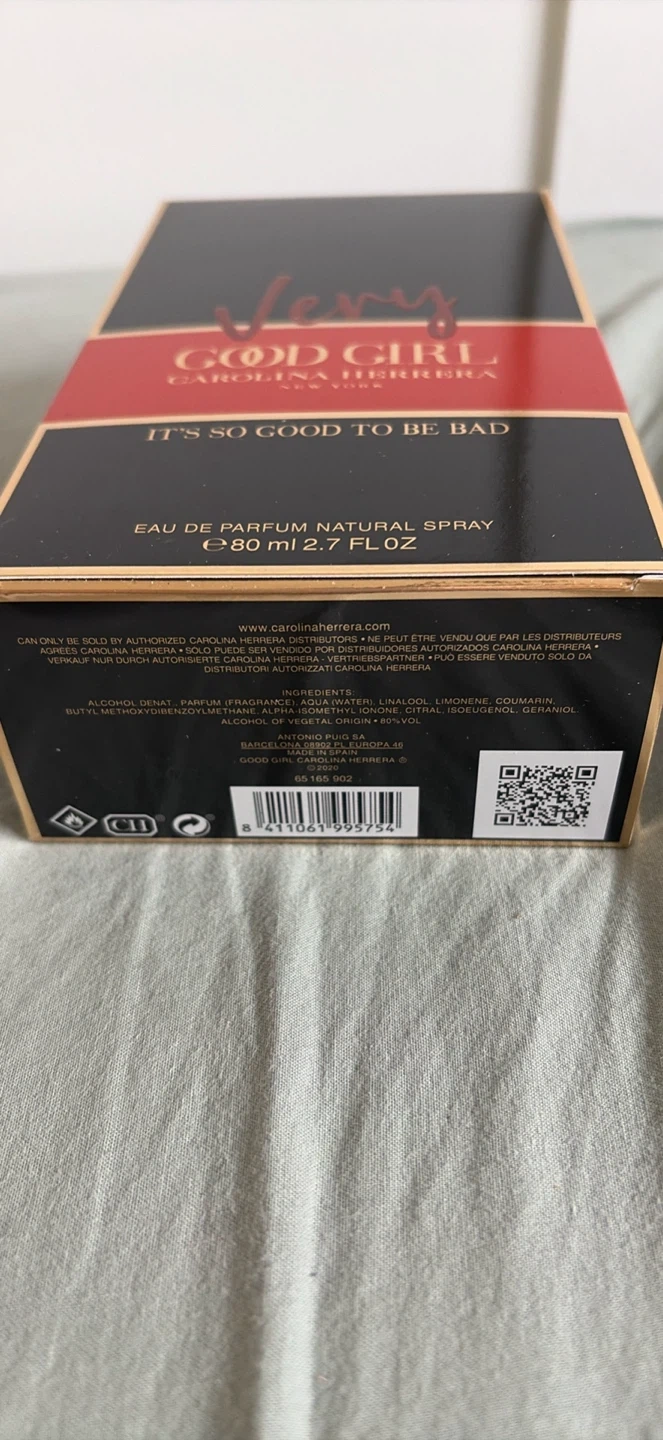 Very
GOOD GIRL
CAROLINA HERRERA
NEW YORK
IT'S SO GOOD TO BE BAD
EAU DE PARFUM NATURAL SPRAY
℮80 ml 2.7 FL OZ
www.carolinaherrera.com
CAN ONLY BE SOLD BY AUTHORIZED CAROLINA HERRERA DISTRIBUTORS • NE PEUT ÊTRE VENDU QUE PAR LES DISTRIBUTEURS
AGRÉÉS CAROLINA HERRERA • SOLO PUEDE SER VENDIDO POR DISTRIBUIDORES AUTORIZADOS CAROLINA HERRERA •
VERKAUF NUR DURCH AUTORISIERTE CAROLINA HERRERA - VERTRIEBSPARTNER • PUÒ ESSERE VENDUTO SOLO DA
DISTRIBUTORI AUTORIZZATI CAROLINA HERRERA
INGREDIENTS:
ALCOHOL DENAT., PARFUM (FRAGRANCE), AQUA (WATER), LINALOOL, LIMONENE, COUMARIN,
BUTYL METHOXYDIBENZOYLMETHANE, ALPHA-ISOMETHYL IONONE, CITRAL, ISOEUGENOL, GERANIOL.
ALCOHOL OF VEGETAL ORIGIN • 80%VOL
ANTONIO PUIG SA
BARCELONA 08902 PL EUROPA 46
MADE IN SPAIN
GOOD GIRL CAROLINA HERRERA ®
©2020
65165902
CH
8 411061 995754